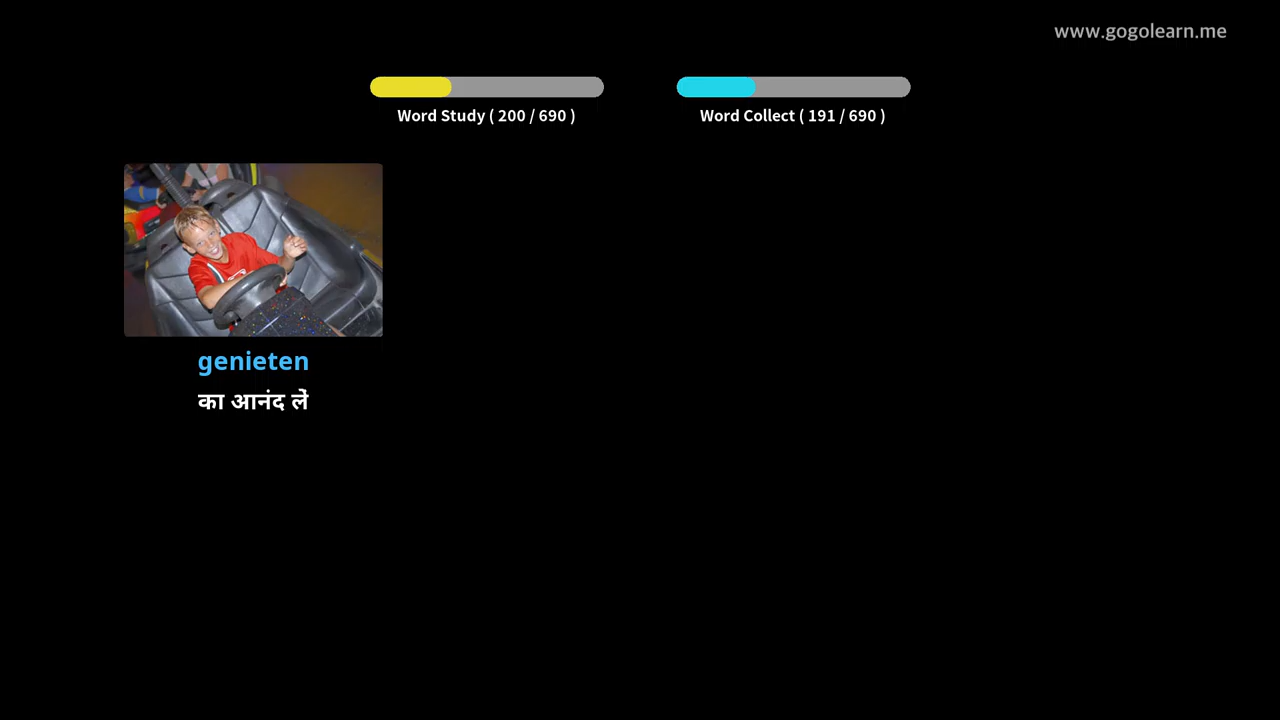 www.gogolearn.me
Word Study ( 200 / 690 )
Word Collect ( 191 / 690 )
genieten
का आनंद लें